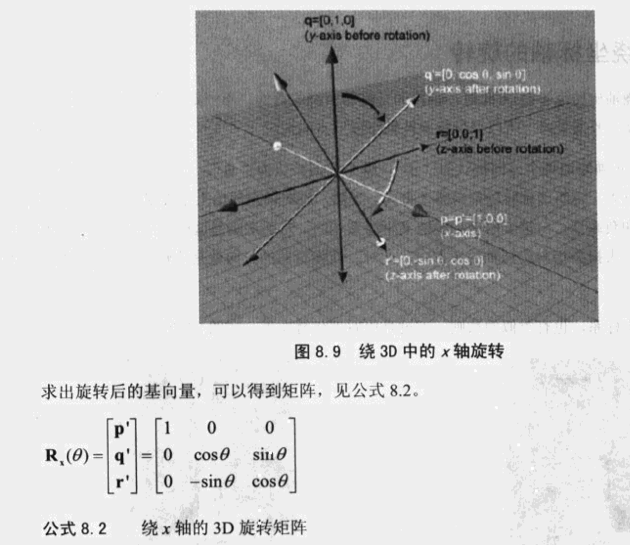 q=[0,1,0]
(y-axis before rotation)
q'=[0, cos θ, sin θ]
(y-axis after rotation)
r=[0,0,1]
(z-axis before rotation)
p=p'=[1,0,0]
(x-axis)
r'=[0,-sin θ, cos θ]
(z-axis after rotation)
图 8.9 绕 3D 中的 x 轴旋转
求出旋转后的基向量，可以得到矩阵，见公式 8.2。
R_x(θ) = [p' q' r'] = [1 0 0; 0 cosθ sinθ; 0 −sinθ cosθ]
公式 8.2 绕 x 轴的 3D 旋转矩阵